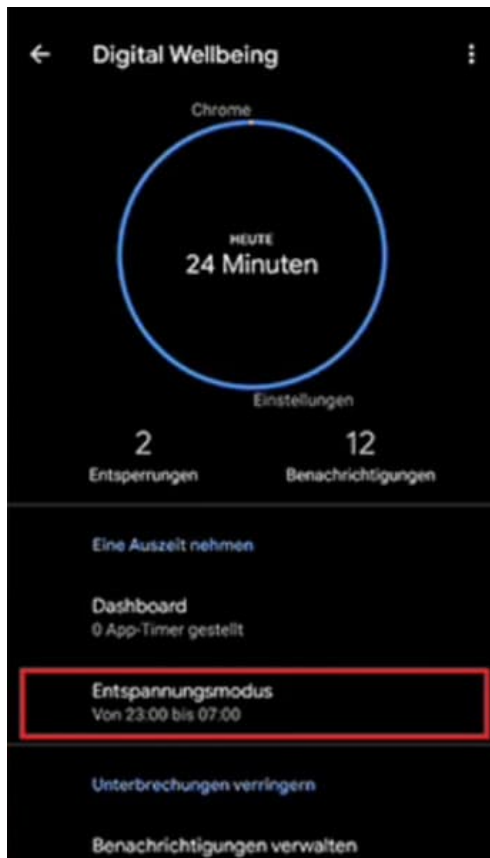 Digital Wellbeing
Chrome
HEUTE
24 Minuten
Einstellungen
2 12
Entsperrungen Benachrichtigungen
Eine Auszeit nehmen
Dashboard
0 App-Timer gestellt
Entspannungsmodus
Von 23:00 bis 07:00
Unterbrechungen verringern
Benachrichtigungen verwalten